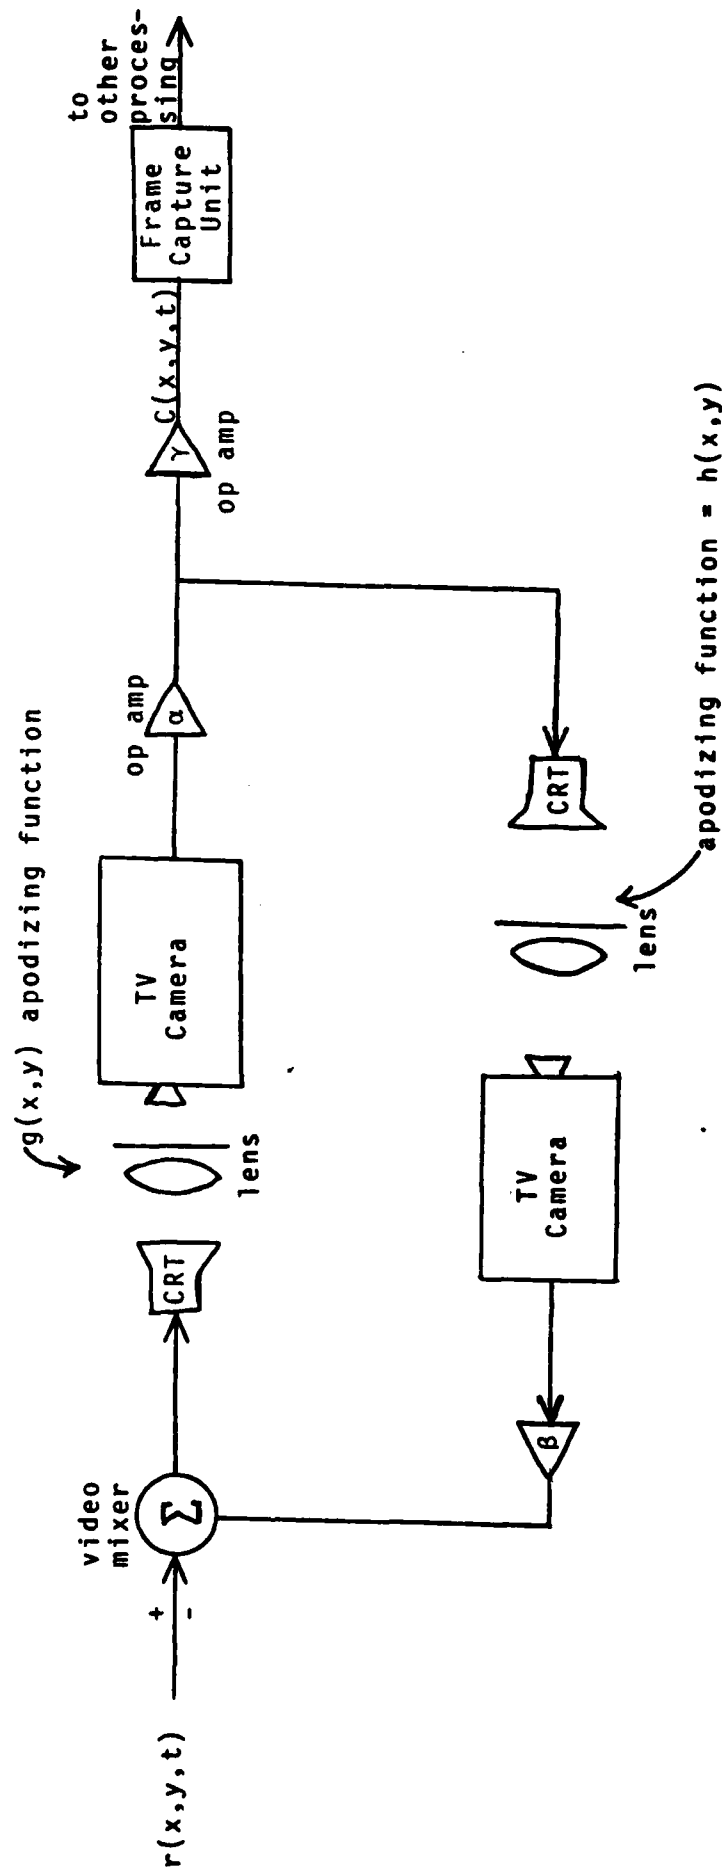 r(x,y,t)
+
-
video
mixer
Σ
CRT
g(x,y) apodizing function
lens
TV
Camera
op amp
α
γ
op amp
C(x,y,t)
Frame
Capture
Unit
to
other
proces-
sing
β
TV
Camera
lens
CRT
apodizing function = h(x,y)